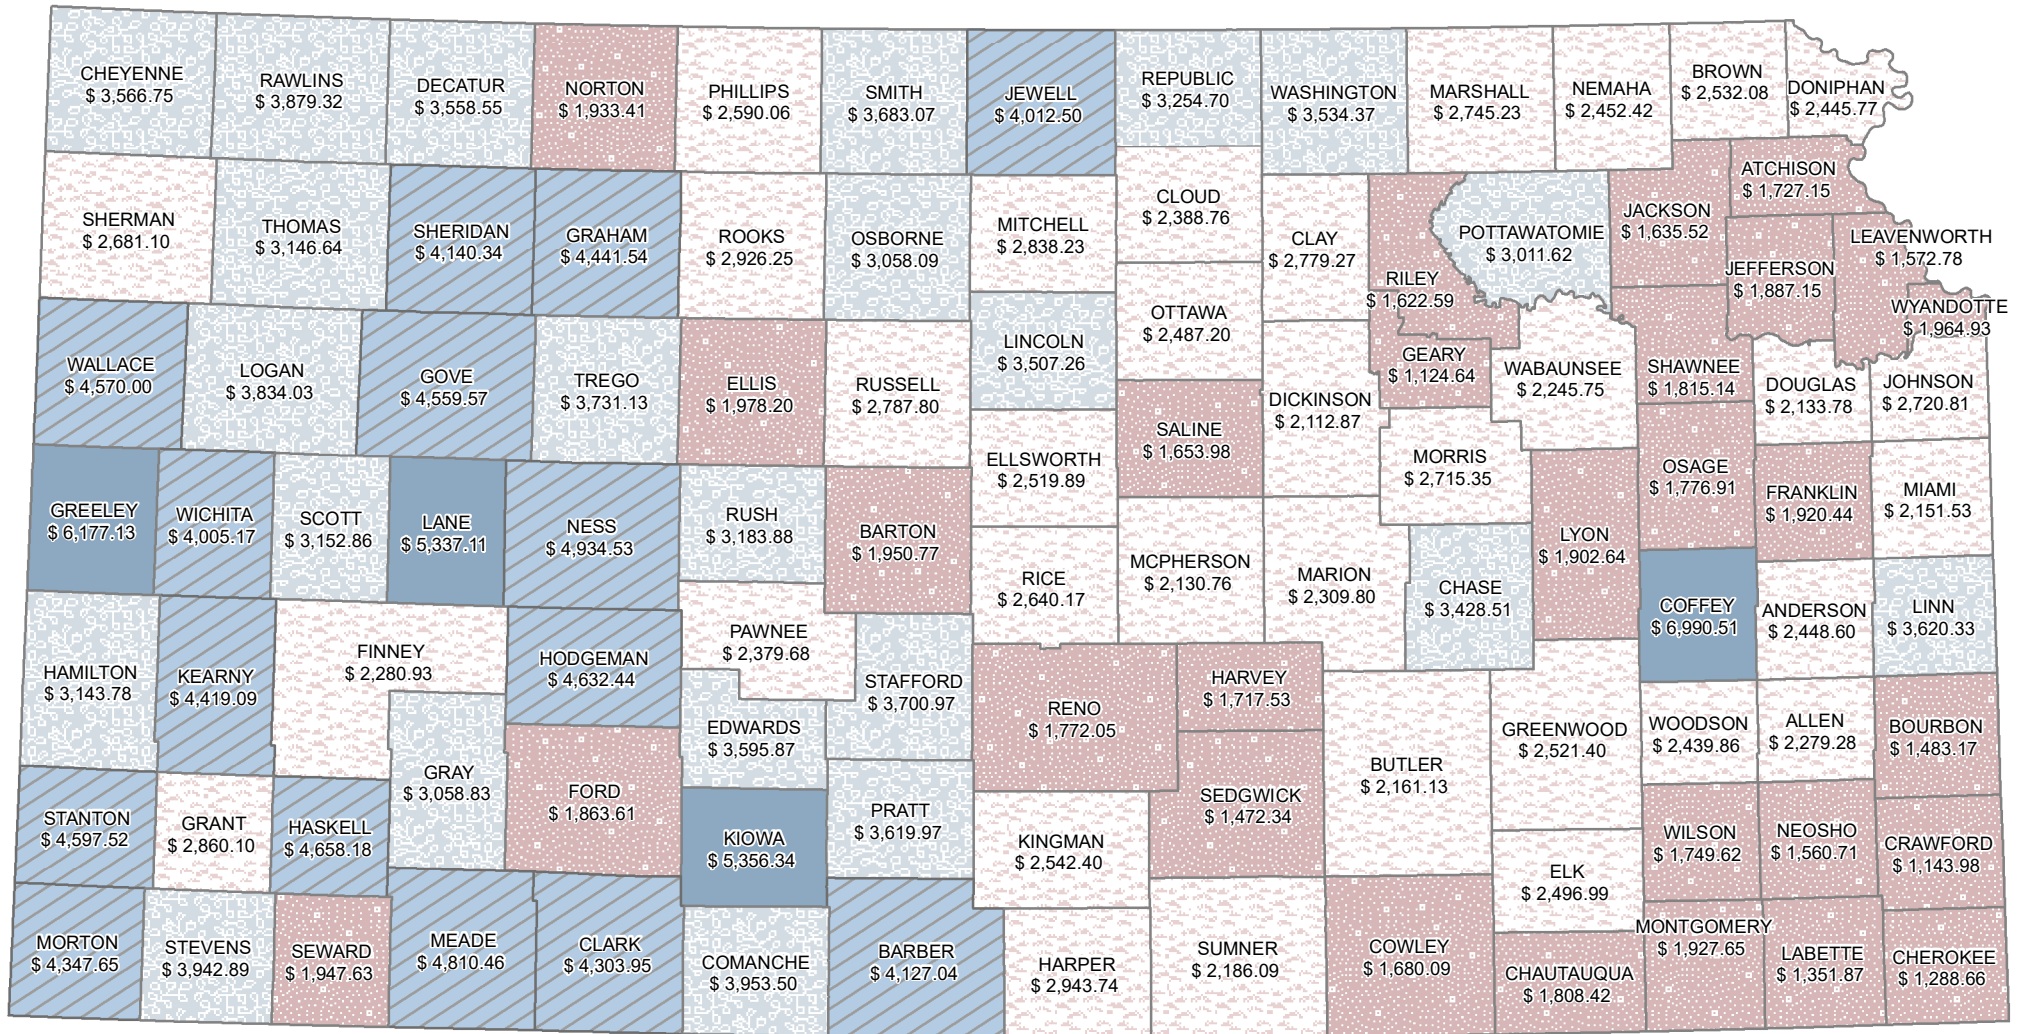 CHEYENNE
$ 3,566.75
RAWLINS
$ 3,879.32
DECATUR
$ 3,558.55
NORTON
$ 1,933.41
PHILLIPS
$ 2,590.06
SMITH
$ 3,683.07
JEWELL
$ 4,012.50
REPUBLIC
$ 3,254.70
WASHINGTON
$ 3,534.37
MARSHALL
$ 2,745.23
NEMAHA
$ 2,452.42
BROWN
$ 2,532.08
DONIPHAN
$ 2,445.77
SHERMAN
$ 2,681.10
THOMAS
$ 3,146.64
SHERIDAN
$ 4,140.34
GRAHAM
$ 4,441.54
ROOKS
$ 2,926.25
OSBORNE
$ 3,058.09
MITCHELL
$ 2,838.23
CLOUD
$ 2,388.76
CLAY
$ 2,779.27
RILEY
$ 1,622.59
POTTAWATOMIE
$ 3,011.62
JACKSON
$ 1,635.52
ATCHISON
$ 1,727.15
JEFFERSON
$ 1,887.15
LEAVENWORTH
$ 1,572.78
WYANDOTTE
$ 1,964.93
WALLACE
$ 4,570.00
LOGAN
$ 3,834.03
GOVE
$ 4,559.57
TREGO
$ 3,731.13
ELLIS
$ 1,978.20
RUSSELL
$ 2,787.80
LINCOLN
$ 3,507.26
OTTAWA
$ 2,487.20
DICKINSON
$ 2,112.87
GEARY
$ 1,124.64
WABAUNSEE
$ 2,245.75
SHAWNEE
$ 1,815.14
DOUGLAS
$ 2,133.78
JOHNSON
$ 2,720.81
GREELEY
$ 6,177.13
WICHITA
$ 4,005.17
SCOTT
$ 3,152.86
LANE
$ 5,337.11
NESS
$ 4,934.53
RUSH
$ 3,183.88
BARTON
$ 1,950.77
ELLSWORTH
$ 2,519.89
SALINE
$ 1,653.98
MORRIS
$ 2,715.35
LYON
$ 1,902.64
OSAGE
$ 1,776.91
FRANKLIN
$ 1,920.44
MIAMI
$ 2,151.53
RICE
$ 2,640.17
MCPHERSON
$ 2,130.76
MARION
$ 2,309.80
CHASE
$ 3,428.51
COFFEY
$ 6,990.51
ANDERSON
$ 2,448.60
LINN
$ 3,620.33
HAMILTON
$ 3,143.78
KEARNY
$ 4,419.09
FINNEY
$ 2,280.93
HODGEMAN
$ 4,632.44
PAWNEE
$ 2,379.68
STAFFORD
$ 3,700.97
EDWARDS
$ 3,595.87
RENO
$ 1,772.05
HARVEY
$ 1,717.53
GREENWOOD
$ 2,521.40
WOODSON
$ 2,439.86
ALLEN
$ 2,279.28
BOURBON
$ 1,483.17
GRAY
$ 3,058.83
FORD
$ 1,863.61
BUTLER
$ 2,161.13
SEDGWICK
$ 1,472.34
STANTON
$ 4,597.52
GRANT
$ 2,860.10
HASKELL
$ 4,658.18
KIOWA
$ 5,356.34
PRATT
$ 3,619.97
KINGMAN
$ 2,542.40
ELK
$ 2,496.99
WILSON
$ 1,749.62
NEOSHO
$ 1,560.71
CRAWFORD
$ 1,143.98
MORTON
$ 4,347.65
STEVENS
$ 3,942.89
SEWARD
$ 1,947.63
MEADE
$ 4,810.46
CLARK
$ 4,303.95
COMANCHE
$ 3,953.50
BARBER
$ 4,127.04
HARPER
$ 2,943.74
SUMNER
$ 2,186.09
COWLEY
$ 1,680.09
CHAUTAUQUA
$ 1,808.42
MONTGOMERY
$ 1,927.65
LABETTE
$ 1,351.87
CHEROKEE
$ 1,288.66